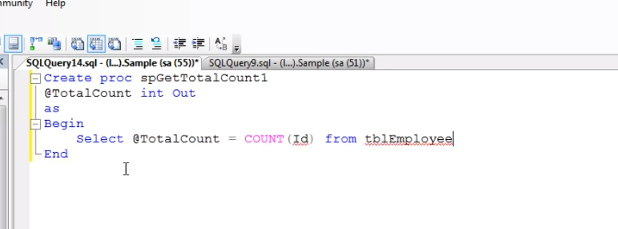 mmunity Help
SQLQuery14.sql - (l...).Sample (sa (55))* SQLQuery9.sql - (l...).Sample (sa (51))*
Create proc spGetTotalCount1
@TotalCount int Out
as
Begin
Select @TotalCount = COUNT(Id) from tblEmployee
End